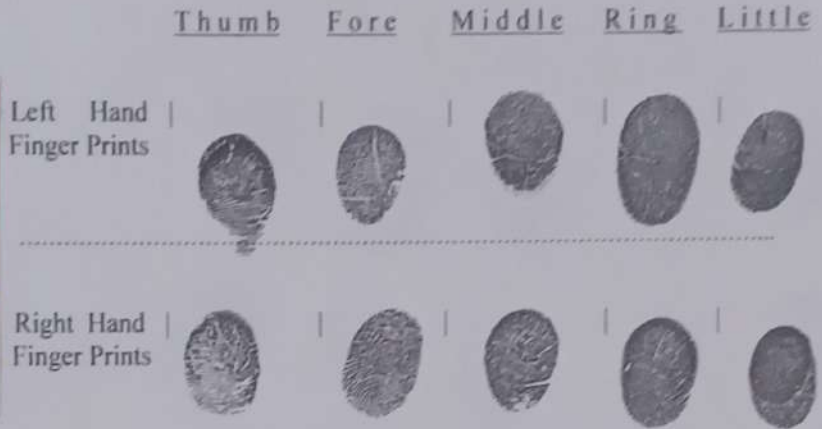 Thumb Fore Middle Ring Little
Left Hand
Finger Prints
Right Hand
Finger Prints